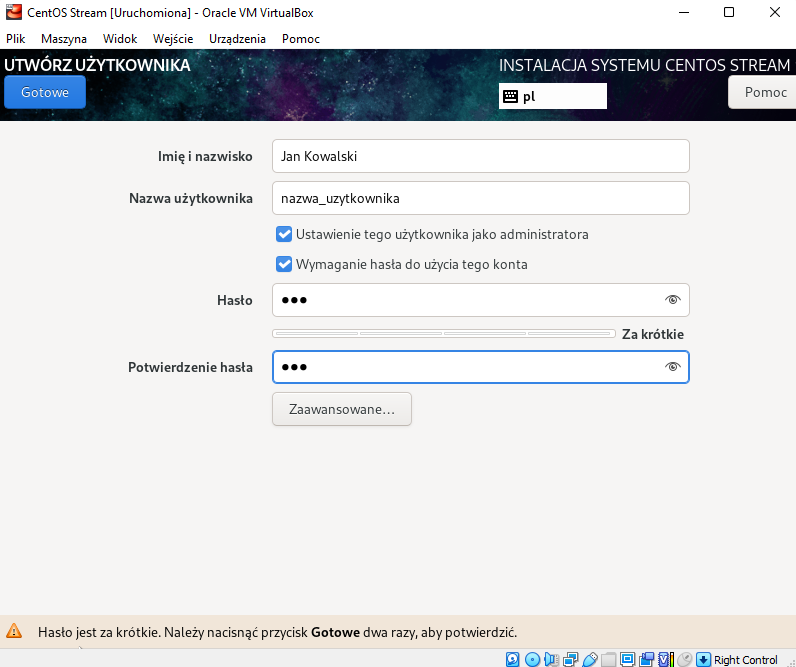 CentOS Stream [Uruchomiona] - Oracle VM VirtualBox
Plik Maszyna Widok Wejście Urządzenia Pomoc
UTWÓRZ UŻYTKOWNIKA
INSTALACJA SYSTEMU CENTOS STREAM
Gotowe
pl
Pomoc
Imię i nazwisko
Jan Kowalski
Nazwa użytkownika
nazwa_uzytkownika
Ustawienie tego użytkownika jako administratora
Wymaganie hasła do użycia tego konta
Hasło
●●●
Za krótkie
Potwierdzenie hasła
●●●
Zaawansowane…
Hasło jest za krótkie. Należy nacisnąć przycisk Gotowe dwa razy, aby potwierdzić.
Right Control